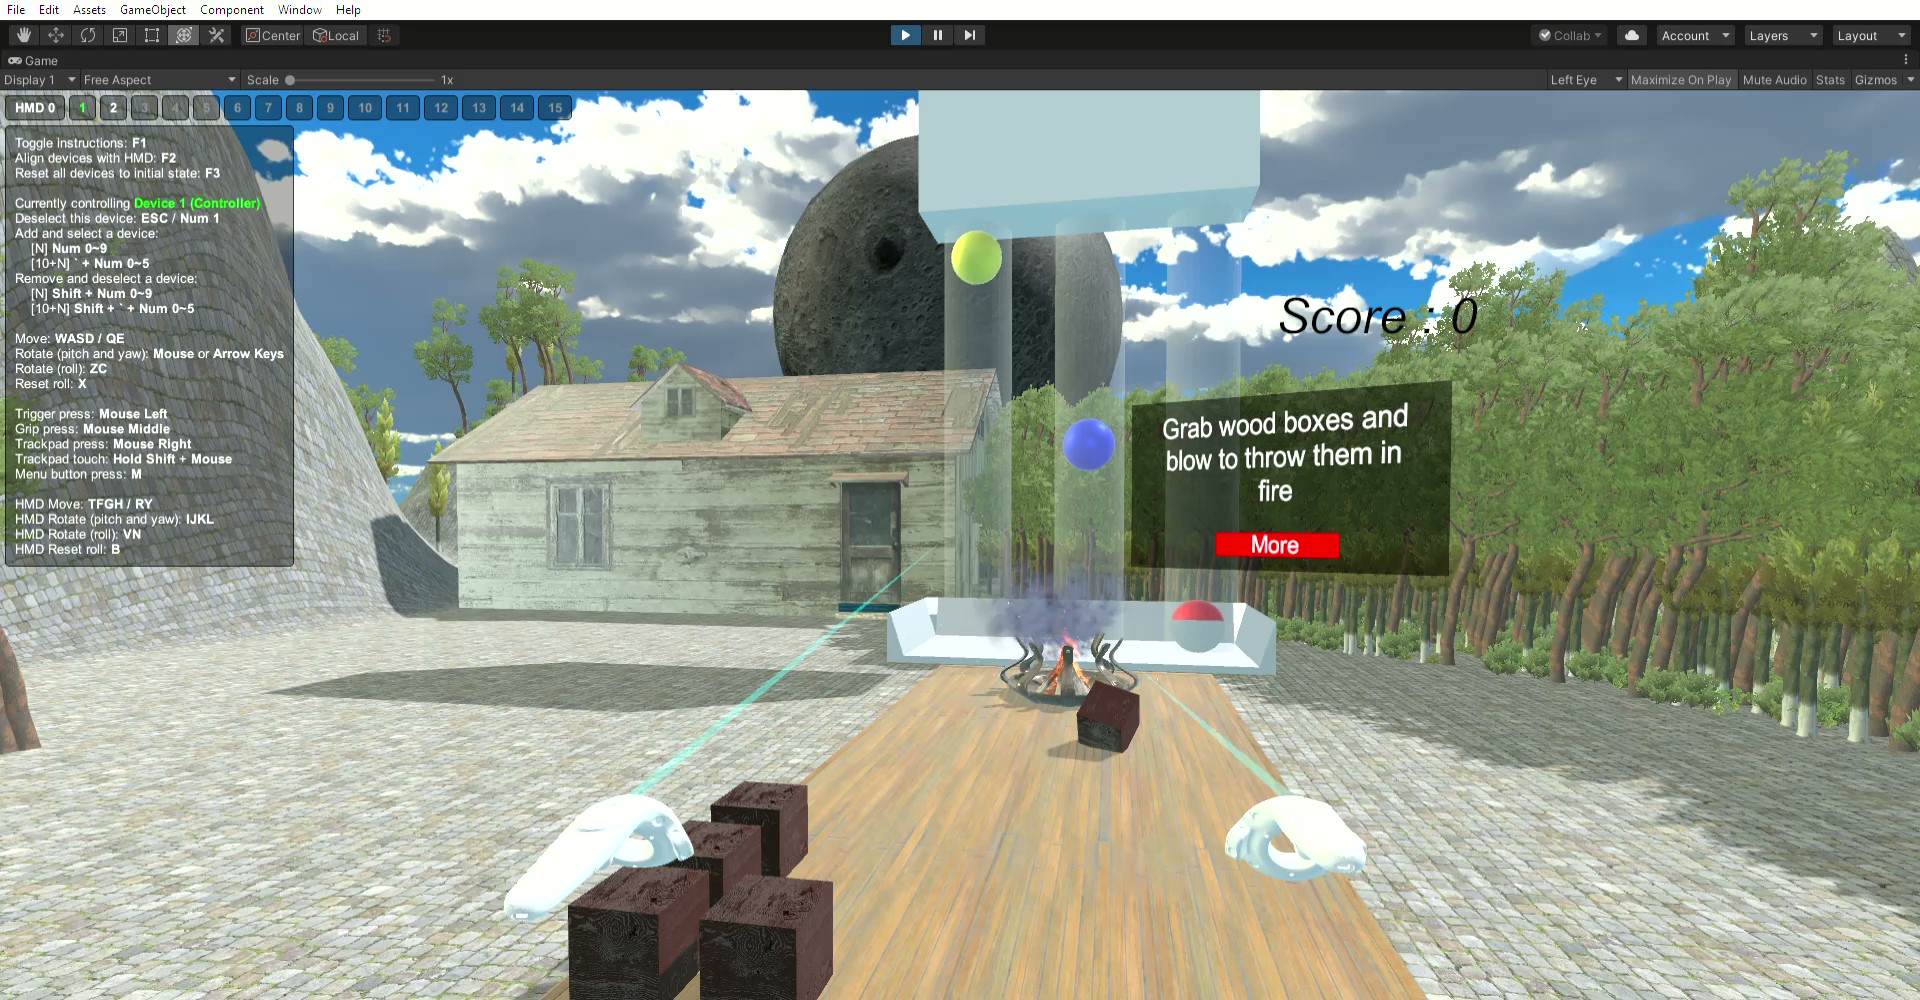 File Edit Assets GameObject Component Window Help
Center Local Collab Account Layers Layout
Game
Display 1 Free Aspect Scale 1x Left Eye Maximize On Play Mute Audio Stats Gizmos
HMD 0 1 2 3 4 5 6 7 8 9 10 11 12 13 14 15
Toggle instructions: F1
Align devices with HMD: F2
Reset all devices to initial state: F3
Currently controlling Device 1 (Controller)
Deselect this device: ESC / Num 1
Add and select a device:
[N] Num 0~9
[10+N] ` + Num 0~5
Remove and deselect a device:
[N] Shift + Num 0~9
[10+N] Shift + ` + Num 0~5
Move: WASD / QE
Rotate (pitch and yaw): Mouse or Arrow Keys
Rotate (roll): ZC
Reset roll: X
Trigger press: Mouse Left
Grip press: Mouse Middle
Trackpad press: Mouse Right
Trackpad touch: Hold Shift + Mouse
Menu button press: M
HMD Move: TFGH / RY
HMD Rotate (pitch and yaw): IJKL
HMD Rotate (roll): VN
HMD Reset roll: B
Score : 0
Grab wood boxes and
blow to throw them in
fire
More